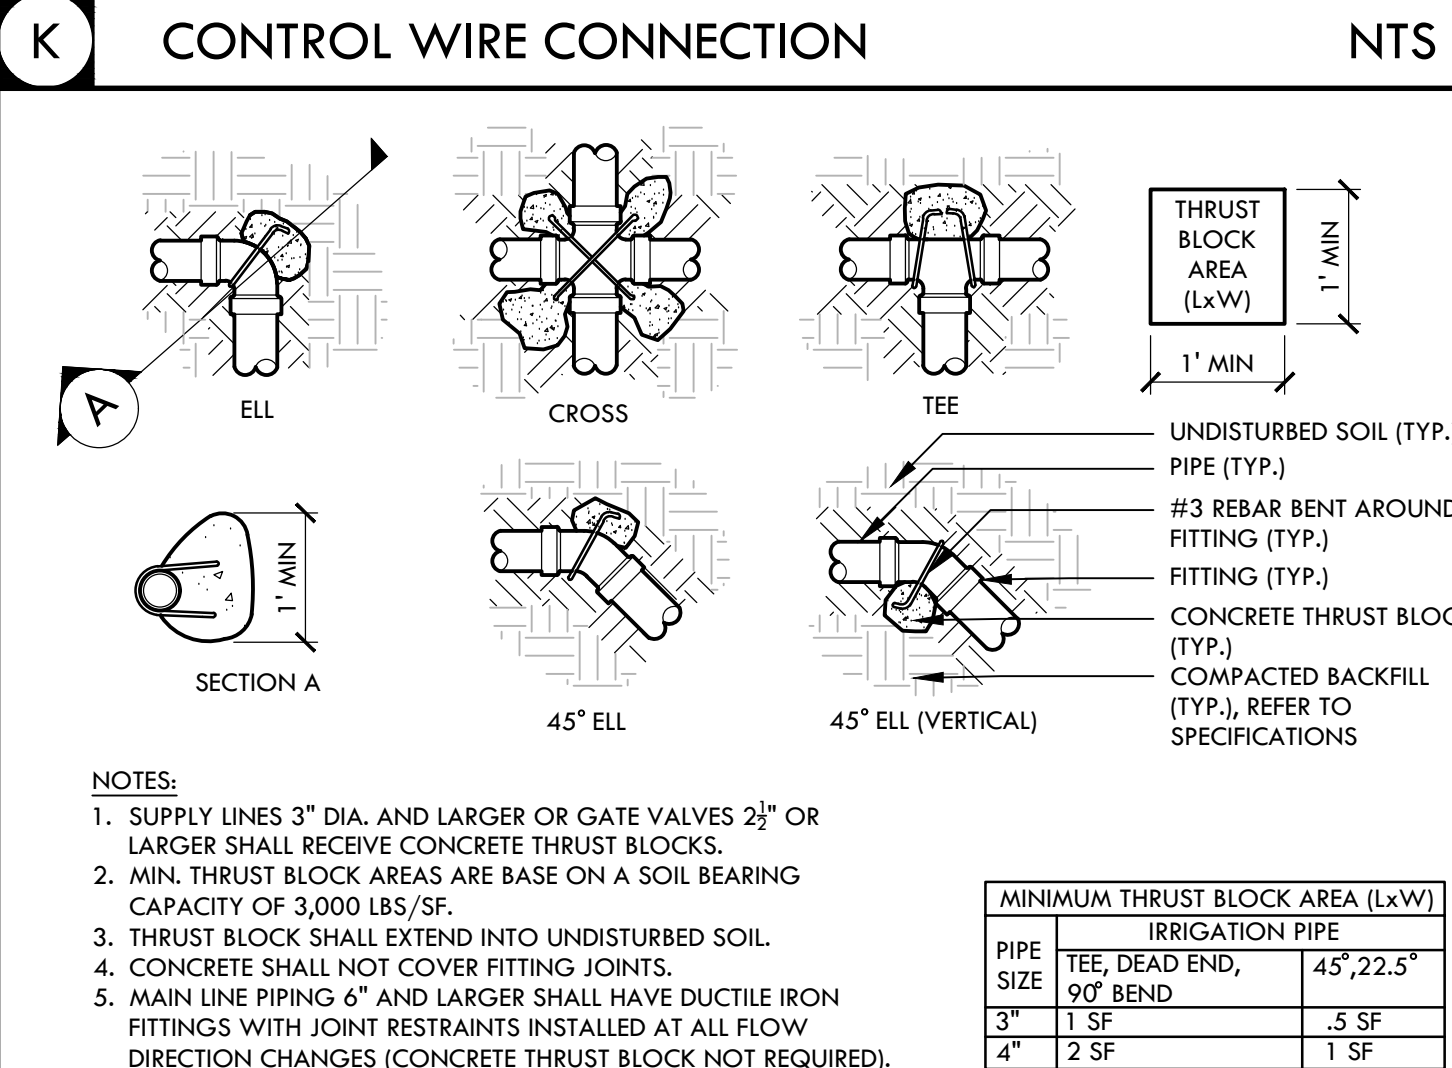 K
CONTROL WIRE CONNECTION
NTS
THRUST
BLOCK
AREA
(LxW)
1' MIN
1' MIN
A
ELL
CROSS
TEE
UNDISTURBED SOIL (TYP.
PIPE (TYP.)
#3 REBAR BENT AROUND
FITTING (TYP.)
FITTING (TYP.)
CONCRETE THRUST BLOC
(TYP.)
COMPACTED BACKFILL
(TYP.), REFER TO
SPECIFICATIONS
1' MIN
SECTION A
45° ELL
45° ELL (VERTICAL)
NOTES:
1. SUPPLY LINES 3" DIA. AND LARGER OR GATE VALVES 2½" OR
LARGER SHALL RECEIVE CONCRETE THRUST BLOCKS.
2. MIN. THRUST BLOCK AREAS ARE BASE ON A SOIL BEARING
CAPACITY OF 3,000 LBS/SF.
3. THRUST BLOCK SHALL EXTEND INTO UNDISTURBED SOIL.
4. CONCRETE SHALL NOT COVER FITTING JOINTS.
5. MAIN LINE PIPING 6" AND LARGER SHALL HAVE DUCTILE IRON
FITTINGS WITH JOINT RESTRAINTS INSTALLED AT ALL FLOW
DIRECTION CHANGES (CONCRETE THRUST BLOCK NOT REQUIRED).
MINIMUM THRUST BLOCK AREA (LxW)
PIPE
SIZE
IRRIGATION PIPE
TEE, DEAD END,
90° BEND
45°,22.5°
3" 1 SF .5 SF
4" 2 SF 1 SF